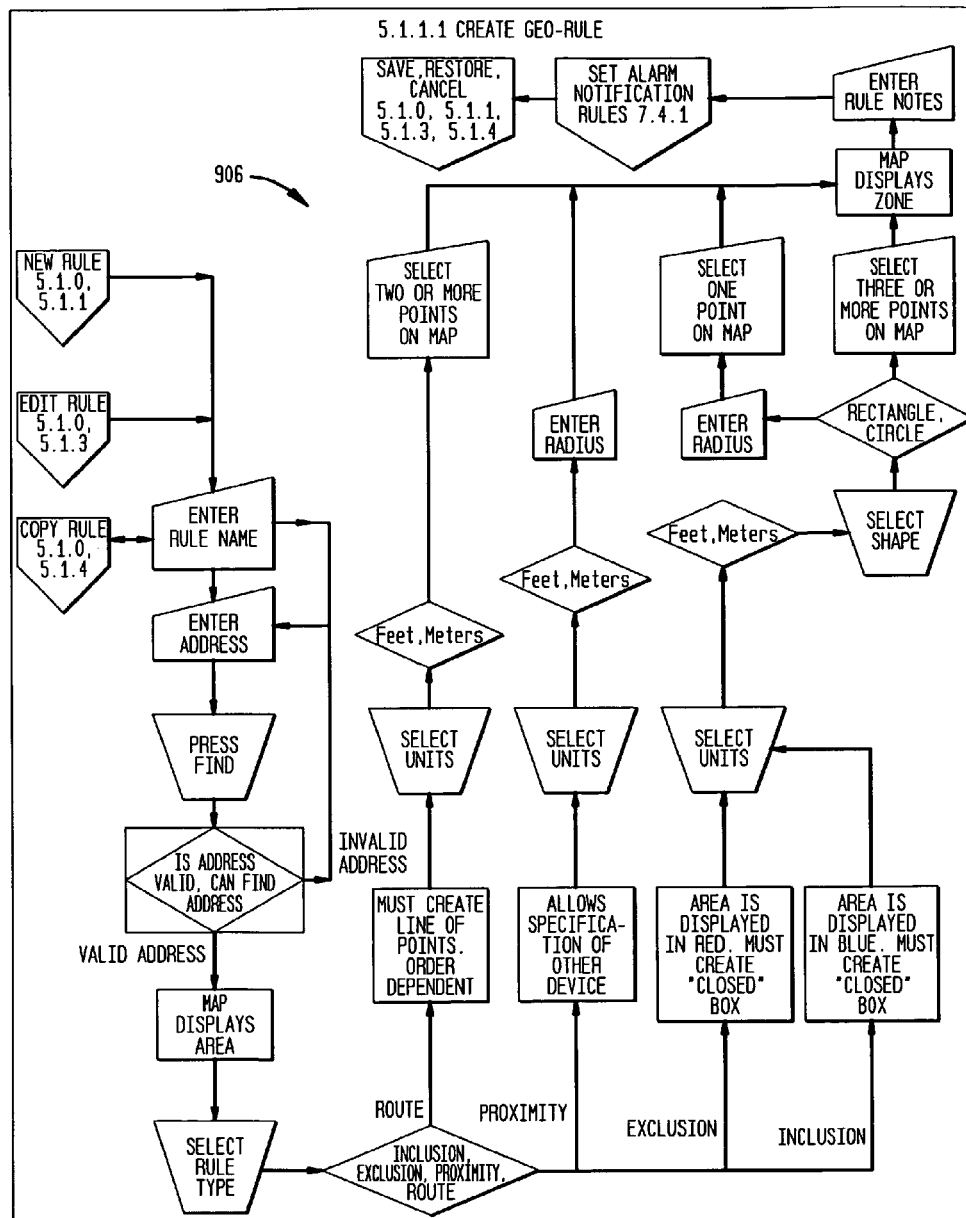 5.1.1.1 CREATE GEO-RULE
SAVE,RESTORE,
CANCEL
5.1.0, 5.1.1,
5.1.3, 5.1.4
SET ALARM
NOTIFICATION
RULES 7.4.1
ENTER
RULE NOTES
906
MAP
DISPLAYS
ZONE
NEW RULE
5.1.0,
5.1.1
SELECT
TWO OR MORE
POINTS
ON MAP
SELECT
ONE
POINT
ON MAP
SELECT
THREE OR
MORE POINTS
ON MAP
EDIT RULE
5.1.0,
5.1.3
ENTER
RADIUS
ENTER
RADIUS
RECTANGLE,
CIRCLE
COPY RULE
5.1.0,
5.1.4
ENTER
RULE NAME
Feet,Meters
SELECT
SHAPE
Feet,Meters
ENTER
ADDRESS
Feet,Meters
PRESS
FIND
SELECT
UNITS
SELECT
UNITS
SELECT
UNITS
IS ADDRESS
VALID, CAN FIND
ADDRESS
INVALID
ADDRESS
VALID ADDRESS
MUST CREATE
LINE OF
POINTS.
ORDER
DEPENDENT
ALLOWS
SPECIFICA-
TION OF
OTHER
DEVICE
AREA IS
DISPLAYED
IN RED. MUST
CREATE
"CLOSED"
BOX
AREA IS
DISPLAYED
IN BLUE. MUST
CREATE
"CLOSED"
BOX
MAP
DISPLAYS
AREA
SELECT
RULE
TYPE
INCLUSION,
EXCLUSION, PROXIMITY,
ROUTE
ROUTE
PROXIMITY
EXCLUSION
INCLUSION